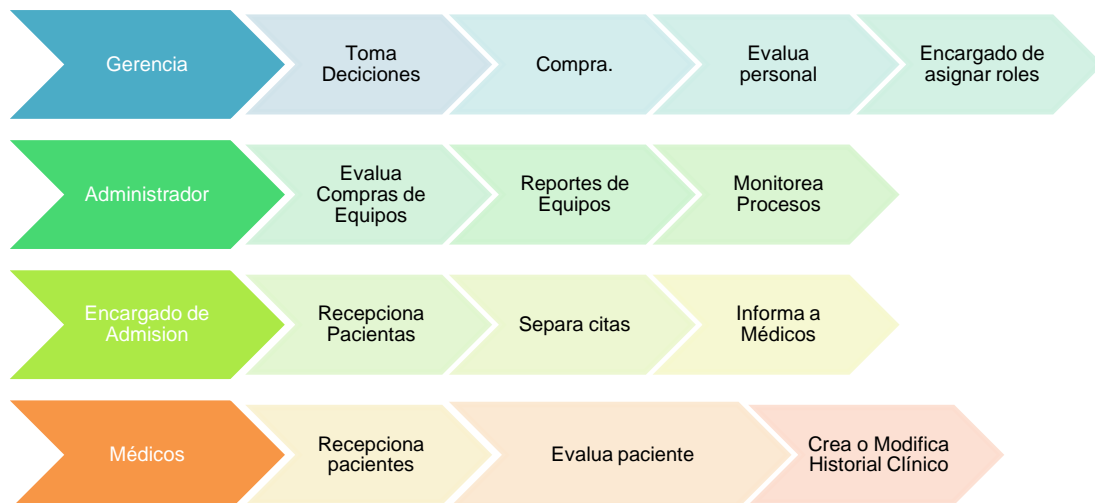 Gerencia
Toma
Deciciones
Compra.
Evalua
personal
Encargado de
asignar roles
Administrador
Evalua
Compras de
Equipos
Reportes de
Equipos
Monitorea
Procesos
Encargado de
Admision
Recepciona
Pacientas
Separa citas
Informa a
Médicos
Médicos
Recepciona
pacientes
Evalua paciente
Crea o Modifica
Historial Clínico